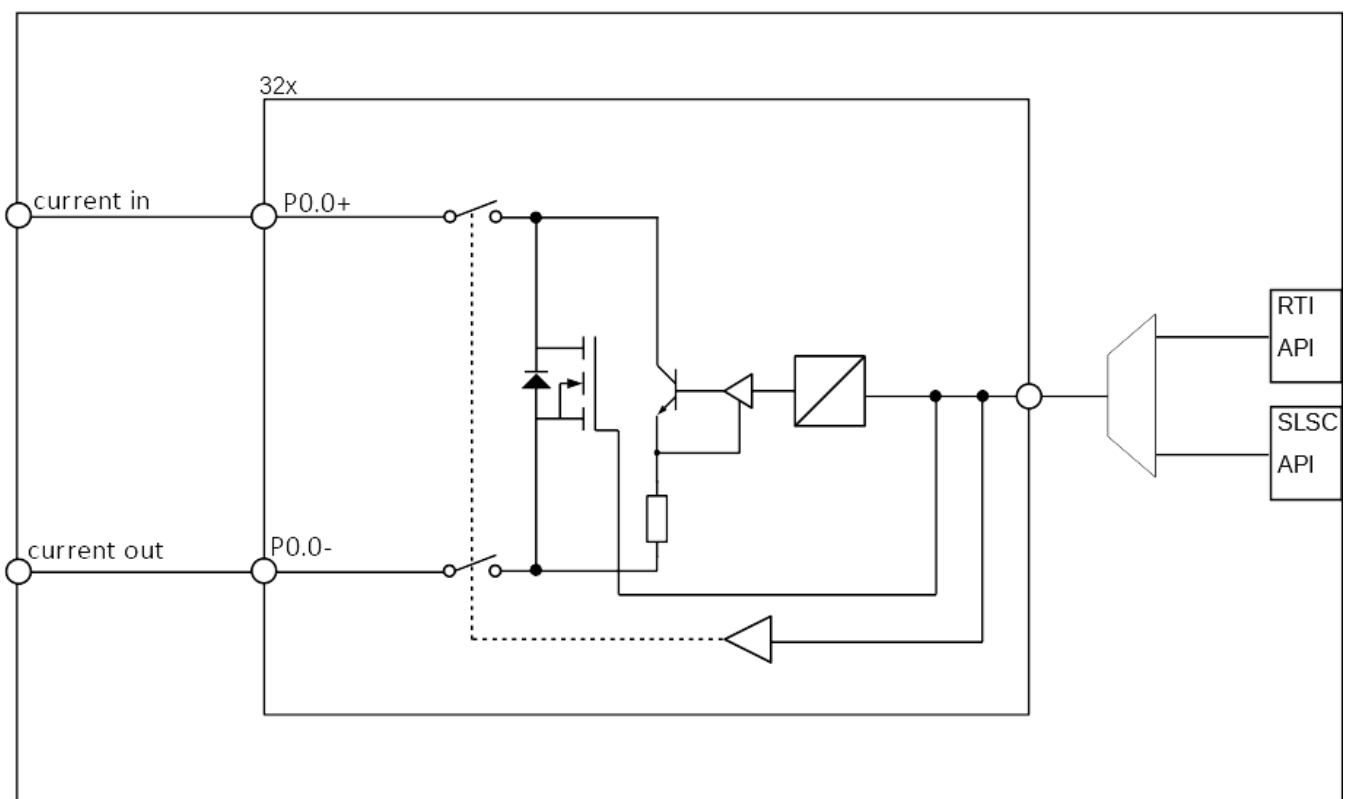 32x
current in
P0.0+
RTI
API
SLSC
API
current out
P0.0-